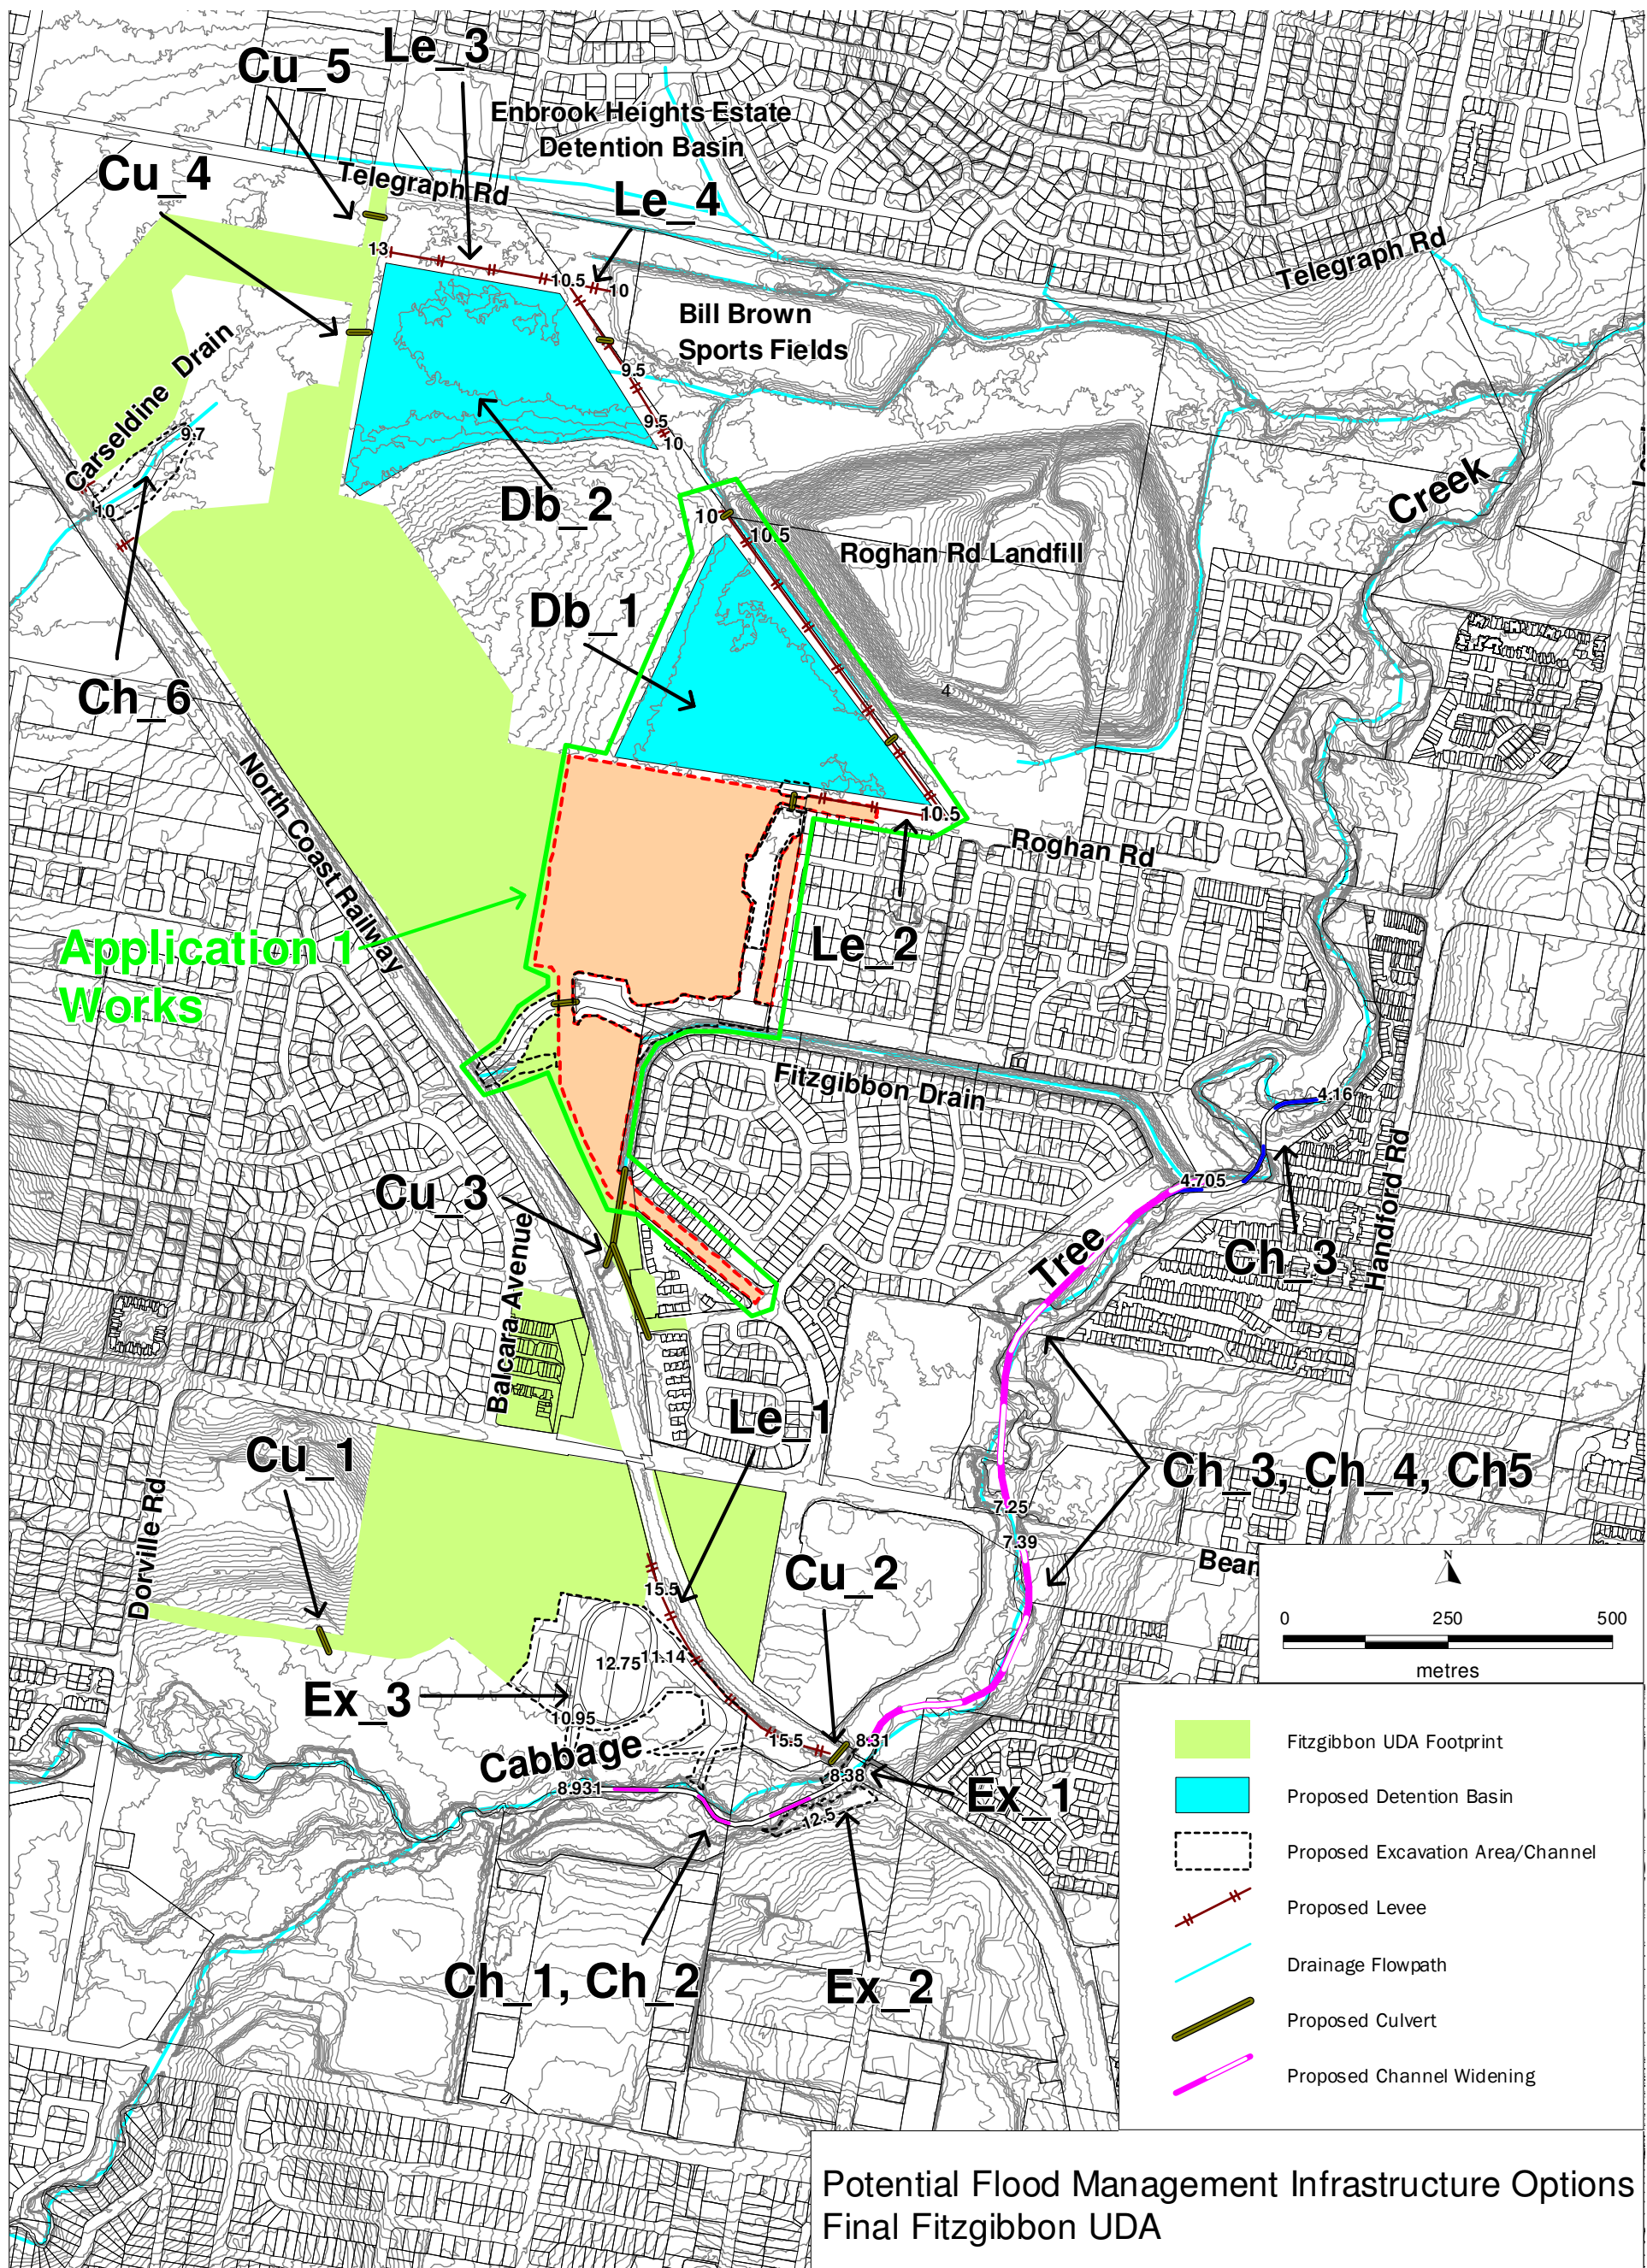 Le_3
Cu_5
Enbrook Heights Estate
Detention Basin
Cu_4
Telegraph Rd
Le_4
13
10.5
10
Telegraph Rd
Bill Brown
Sports Fields
Carseldine Drain
9.5
9.7
9.5
10
10
Creek
Db_2
10
10.5
Roghan Rd Landfill
Db_1
Ch_6
4
North Coast Railway
10.5
Roghan Rd
Application 1
Works
Le_2
Fitzgibbon Drain
4.16
Handford Rd
4.705
Cu_3
Balcara Avenue
Tree
Ch_3
Le_1
Cu_1
Ch_3, Ch_4, Ch5
7.25
7.39
Dorville Rd
Bean
Cu_2
15.5
12.75
11.14
Ex_3
10.95
15.5
8.31
Cabbage
8.931
8.38
Ex_1
12.5
Ch_1, Ch_2
Ex_2
N
0 250 500
metres
Fitzgibbon UDA Footprint
Proposed Detention Basin
Proposed Excavation Area/Channel
Proposed Levee
Drainage Flowpath
Proposed Culvert
Proposed Channel Widening
Potential Flood Management Infrastructure Options
Final Fitzgibbon UDA